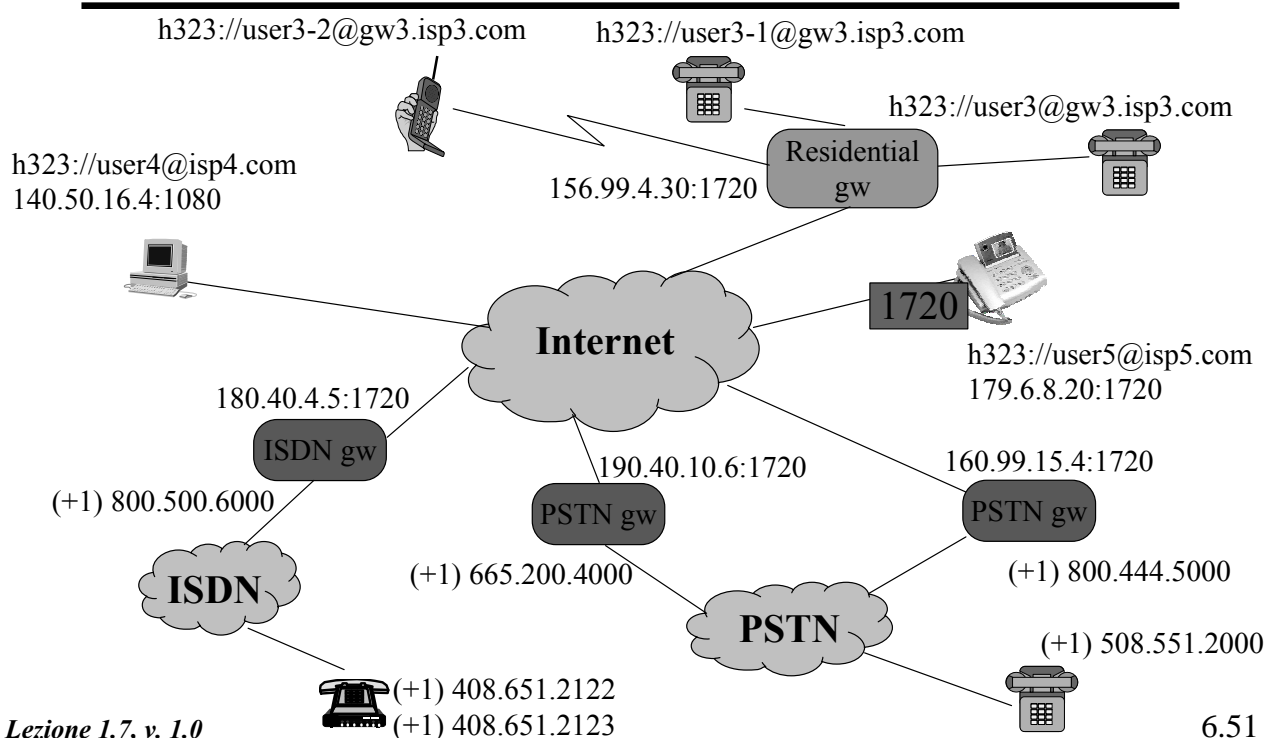 h323://user3-2@gw3.isp3.com
h323://user3-1@gw3.isp3.com
h323://user3@gw3.isp3.com
h323://user4@isp4.com
140.50.16.4:1080
Residential
gw
156.99.4.30:1720
1720
Internet
h323://user5@isp5.com
179.6.8.20:1720
180.40.4.5:1720
ISDN gw
190.40.10.6:1720
160.99.15.4:1720
(+1) 800.500.6000
PSTN gw
PSTN gw
(+1) 665.200.4000
(+1) 800.444.5000
ISDN
PSTN
(+1) 508.551.2000
(+1) 408.651.2122
(+1) 408.651.2123
Lezione 1.7, v. 1.0
6.51